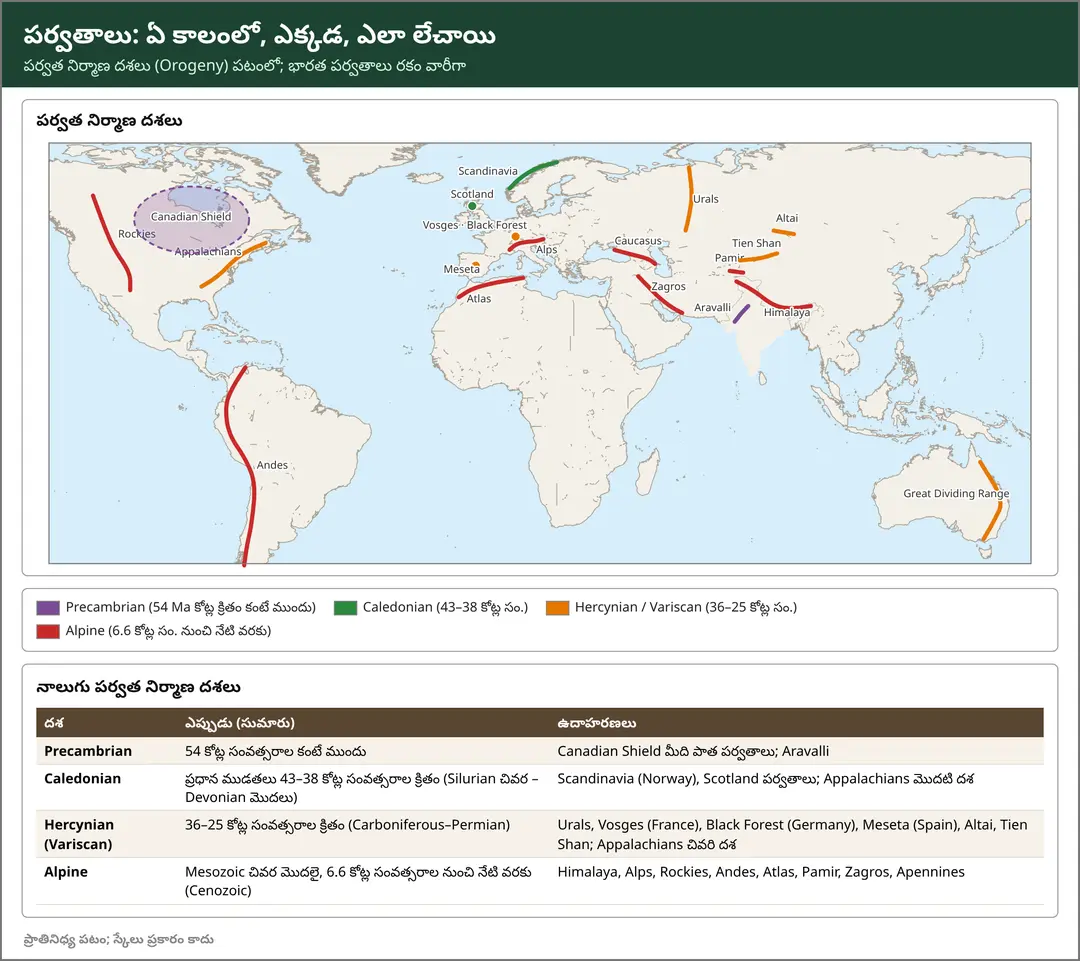 పర్వతాలు: ఏ కాలంలో, ఎక్కడ, ఎలా లేచాయి
పర్వత నిర్మాణ దశలు (Orogeny) పటంలో; భారత పర్వతాలు రకం వారీగా
పర్వత నిర్మాణ దశలు
Scandinavia
Scotland
Urals
Canadian Shield
Altai
Vosges · Black Forest
Rockies
Caucasus
Tien Shan
Appalachians
Alps
Pamir
Meseta
Zagros
Atlas
Aravalli
Himalaya
Andes
Great Dividing Range
Precambrian (54 Ma కోట్ల క్రితం కంటే ముందు)
Caledonian (43–38 కోట్ల సం.)
Hercynian / Variscan (36–25 కోట్ల సం.)
Alpine (6.6 కోట్ల సం. నుంచి నేటి వరకు)
నాలుగు పర్వత నిర్మాణ దశలు
దశ ఎప్పుడు (సుమారు) ఉదాహరణలు
Precambrian 54 కోట్ల సంవత్సరాల కంటే ముందు Canadian Shield మీది పాత పర్వతాలు; Aravalli
Caledonian ప్రధాన ముడతలు 43–38 కోట్ల సంవత్సరాల క్రితం (Silurian చివర – Scandinavia (Norway), Scotland పర్వతాలు; Appalachians మొదటి దశ
Devonian మొదలు)
Hercynian 36–25 కోట్ల సంవత్సరాల క్రితం (Carboniferous–Permian) Urals, Vosges (France), Black Forest (Germany), Meseta (Spain), Altai, Tien
(Variscan) Shan; Appalachians చివరి దశ
Alpine Mesozoic చివర మొదలై, 6.6 కోట్ల సంవత్సరాల నుంచి నేటి వరకు Himalaya, Alps, Rockies, Andes, Atlas, Pamir, Zagros, Apennines
(Cenozoic)
ప్రాతినిధ్య పటం; స్కేలు ప్రకారం కాదు